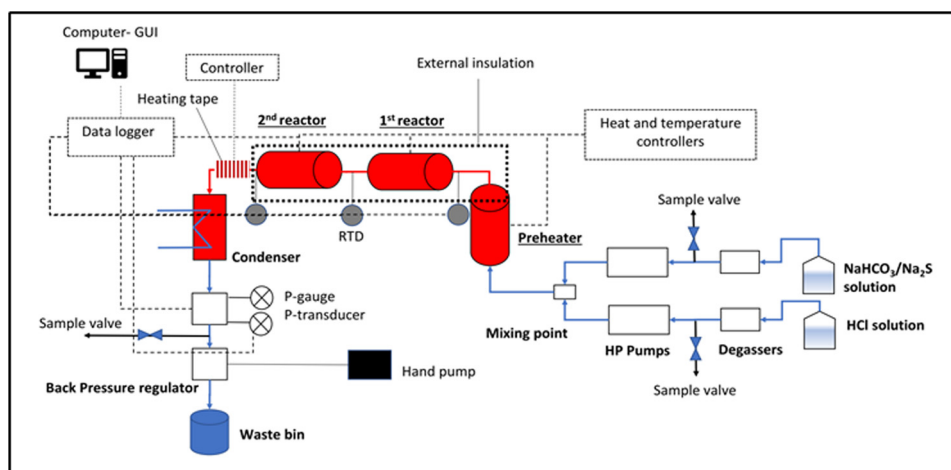 Computer- GUI
Controller
External insulation
Heating tape
2nd reactor
1st reactor
Data logger
Heat and temperature
controllers
Sample valve
RTD
Preheater
Condenser
NaHCO3/Na2S
solution
P-gauge
P-transducer
Sample valve
Mixing point
HP Pumps
Degassers
HCl solution
Back Pressure regulator
Hand pump
Sample valve
Waste bin